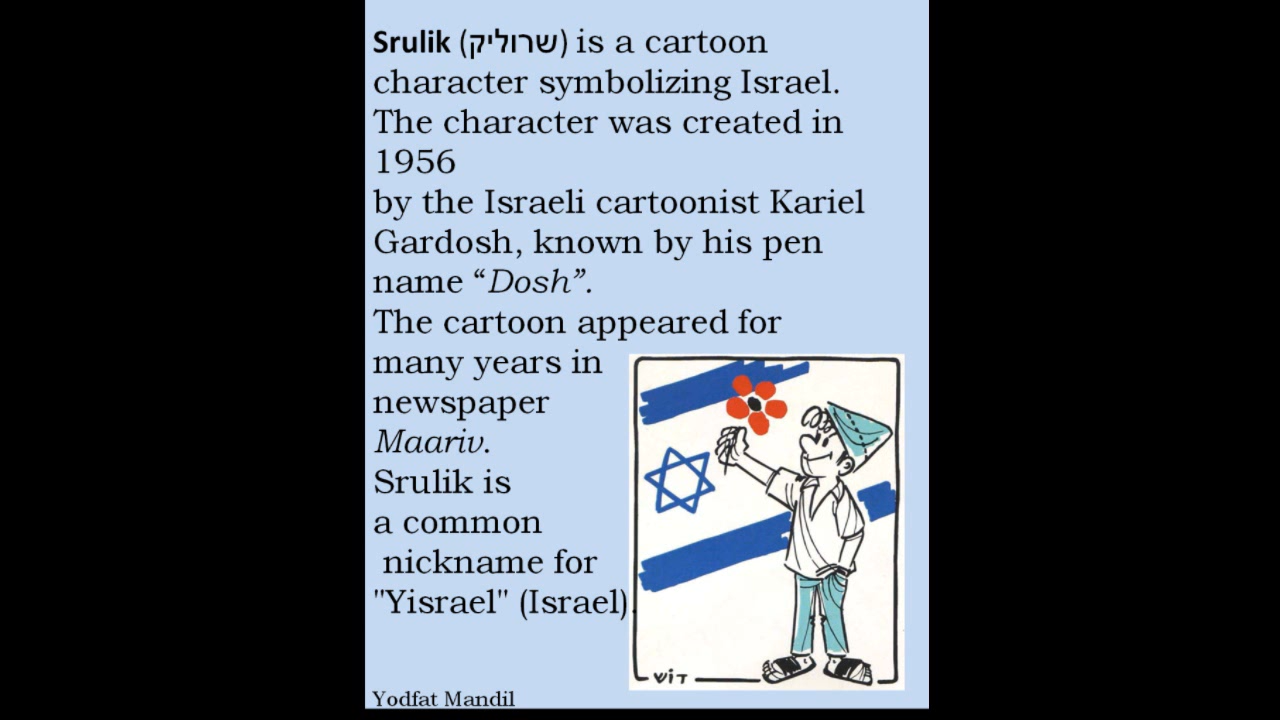 Srulik (שרוליק) is a cartoon
character symbolizing Israel.
The character was created in
1956
by the Israeli cartoonist Kariel
Gardosh, known by his pen
name “Dosh”.
The cartoon appeared for
many years in
newspaper
Maariv.
Srulik is
a common
nickname for
"Yisrael" (Israel).
דוש
Yodfat Mandil